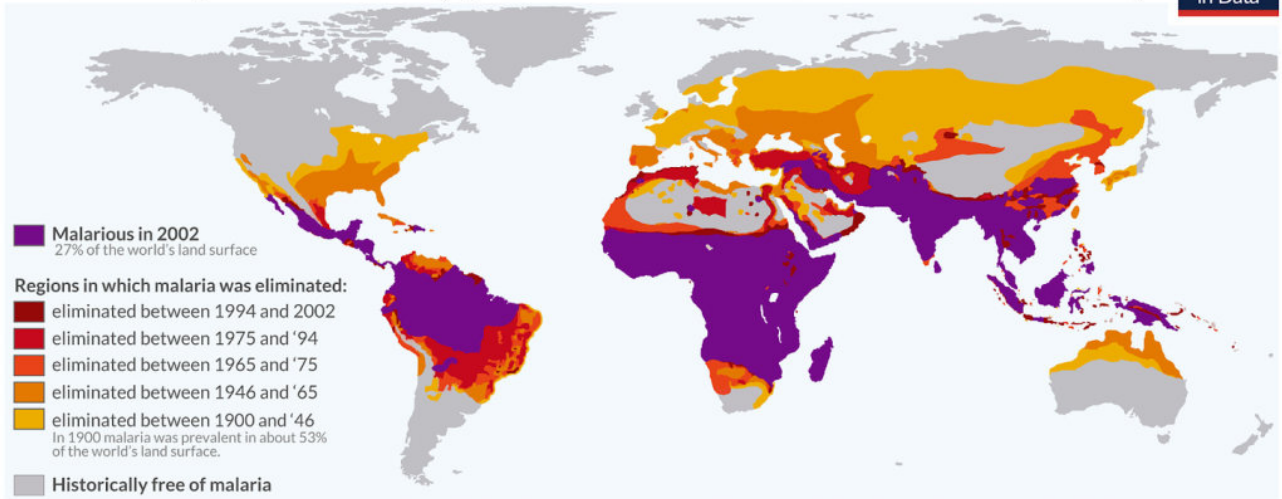 in Data
Malarious in 2002
27% of the world's land surface
Regions in which malaria was eliminated:
eliminated between 1994 and 2002
eliminated between 1975 and '94
eliminated between 1965 and '75
eliminated between 1946 and '65
eliminated between 1900 and '46
In 1900 malaria was prevalent in about 53%
of the world's land surface.
Historically free of malaria